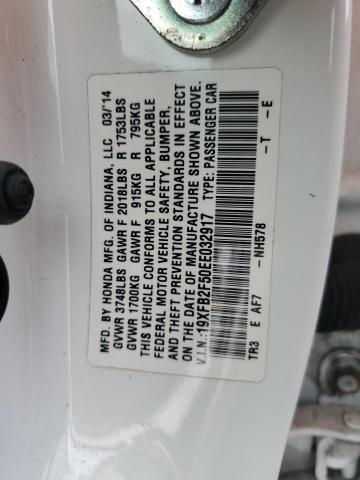 MFG. BY HONDA MFG. OF INDIANA, LLC 03/'14
GVWR 3748LBS GAWR F 2018LBS R 1753LBS
GVWR 1700KG GAWR F 915KG R 795KG
THIS VEHICLE CONFORMS TO ALL APPLICABLE
FEDERAL MOTOR VEHICLE SAFETY, BUMPER,
AND THEFT PREVENTION STANDARDS IN EFFECT
ON THE DATE OF MANUFACTURE SHOWN ABOVE.
V.I.N.:19XFB2F50EE032917 TYPE: PASSENGER CAR
TR3 E AF7 -NH578 -T -E